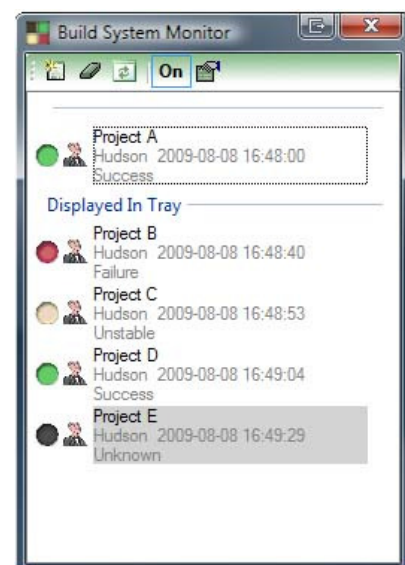 Build System Monitor
On
Project A
Hudson 2009-08-08 16:48:00
Success
Displayed In Tray
Project B
Hudson 2009-08-08 16:48:40
Failure
Project C
Hudson 2009-08-08 16:48:53
Unstable
Project D
Hudson 2009-08-08 16:49:04
Success
Project E
Hudson 2009-08-08 16:49:29
Unknown